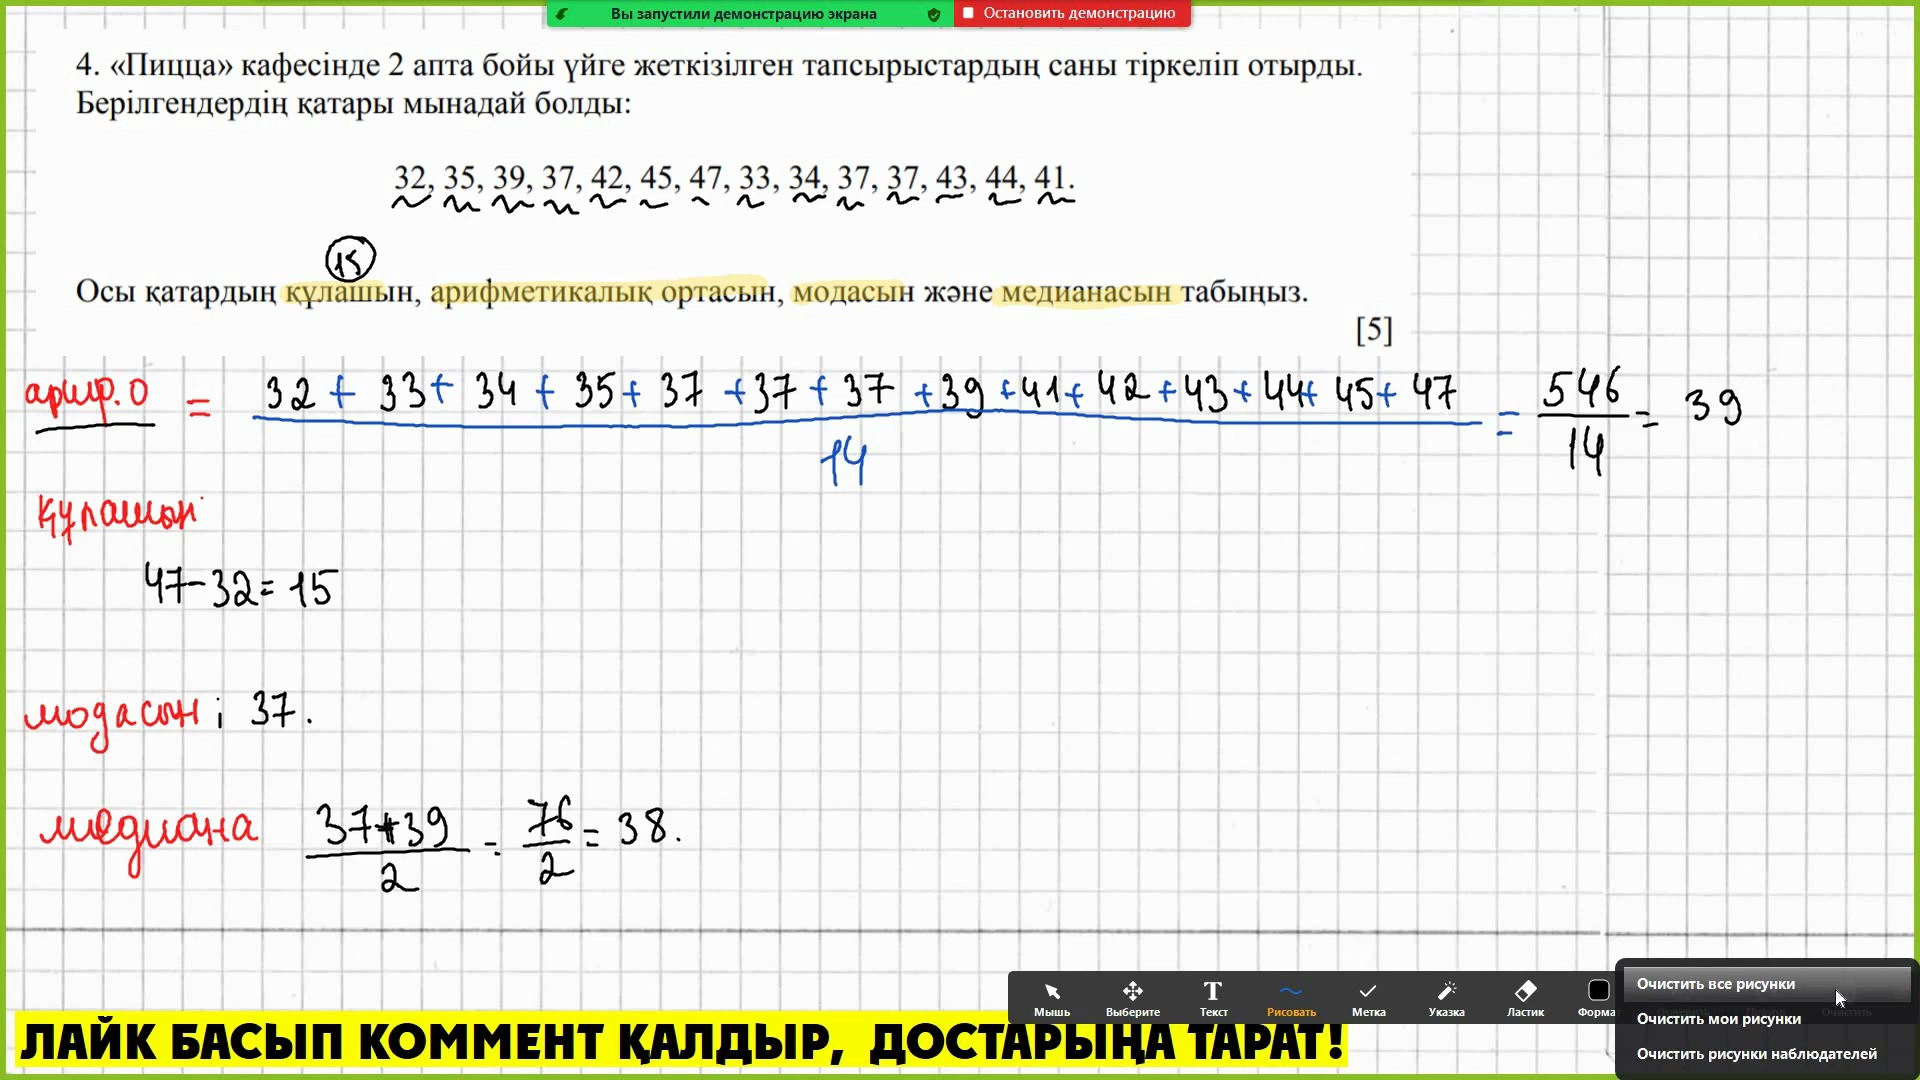 Вы запустили демонстрацию экрана
Остановить демонстрацию
4. «Пицца» кафесінде 2 апта бойы үйге жеткізілген тапсырыстардың саны тіркеліп отырды.
Берілгендердің қатары мынадай болды:
32, 35, 39, 37, 42, 45, 47, 33, 34, 37, 37, 43, 44, 41.
15
Осы қатардың құлашын, арифметикалық ортасын, модасын және медианасын табыңыз.
[5]
ариф. О = 32 + 33 + 34 + 35 + 37 + 37 + 37 + 39 + 41 + 42 + 43 + 44 + 45 + 47 = 546 = 39
14 14
құлашын
47-32=15
модасын; 37.
медиана 37+39 = 76 = 38.
2 2
Мышь Выберите Текст Рисовать Метка Указка Ластик Форма
Очистить все рисунки
Очистить мои рисунки
Очистить рисунки наблюдателей
ЛАЙК БАСЫП КОММЕНТ ҚАЛДЫР, ДОСТАРЫҢА ТАРАТ!